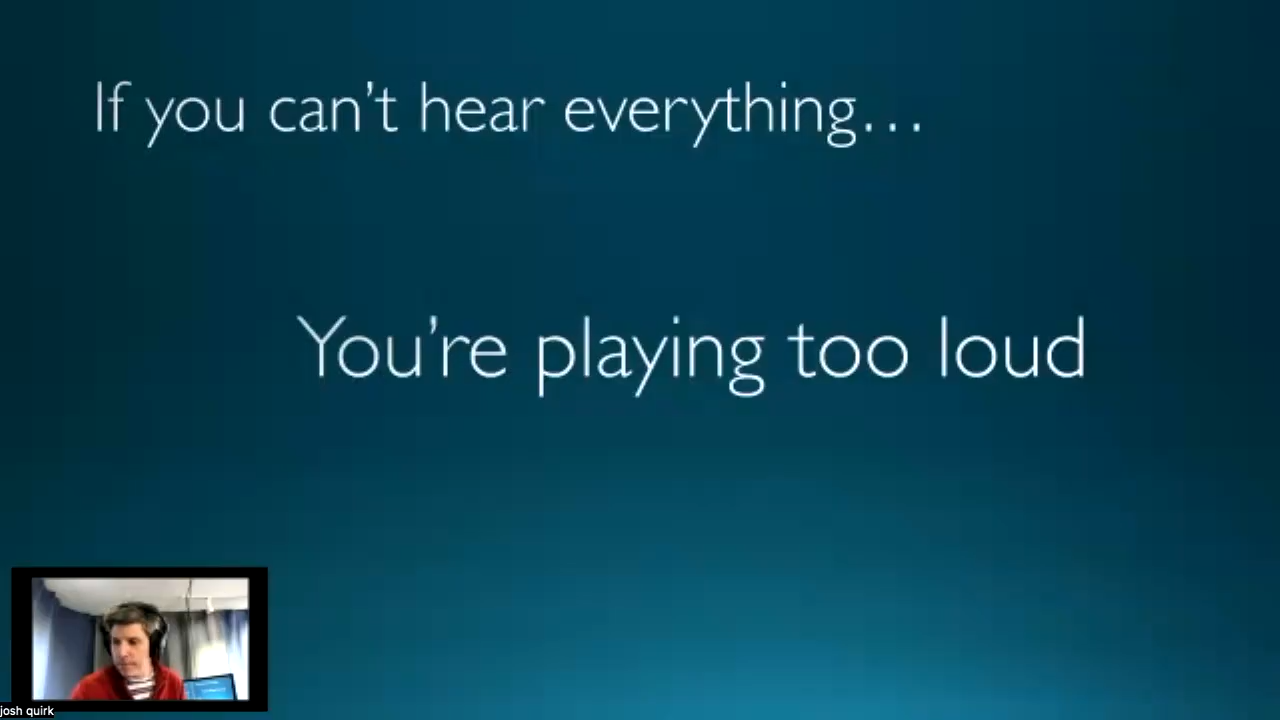 If you can’t hear everything…
You’re playing too loud
josh quirk